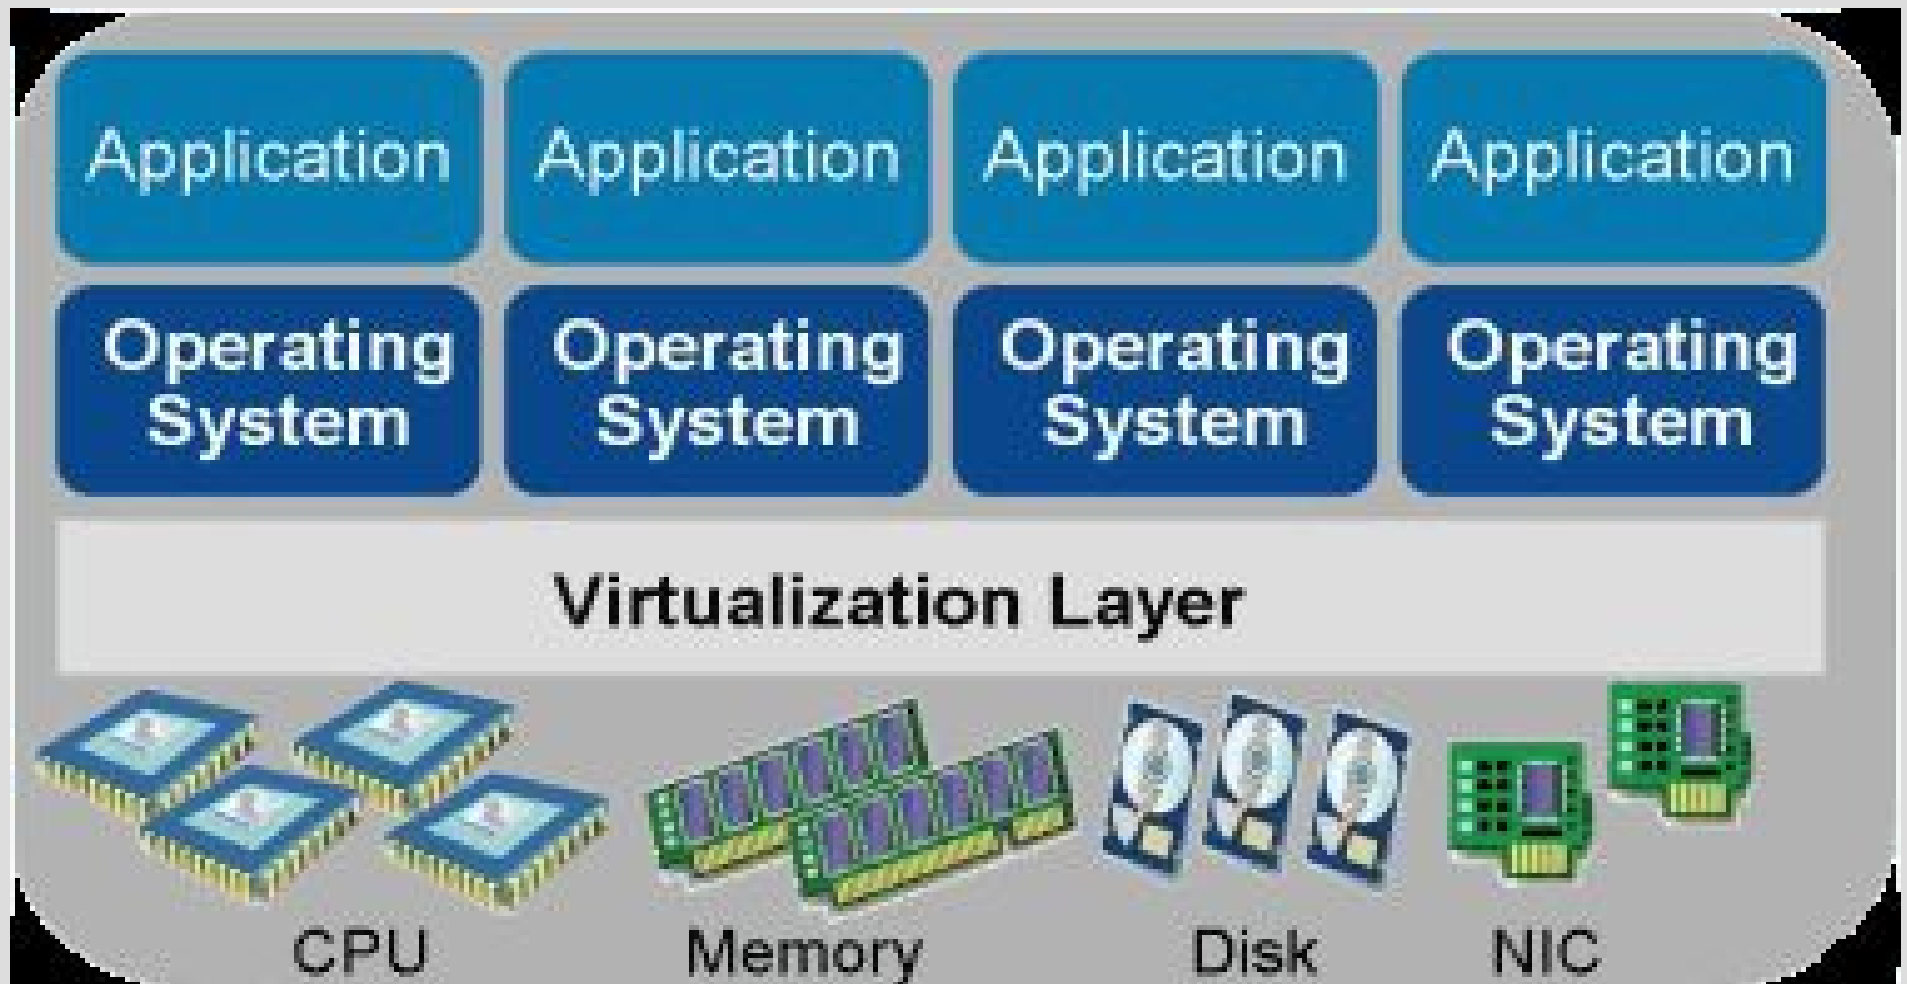 Application Application Application Application
Operating System Operating System Operating System Operating System
Virtualization Layer
CPU Memory Disk NIC